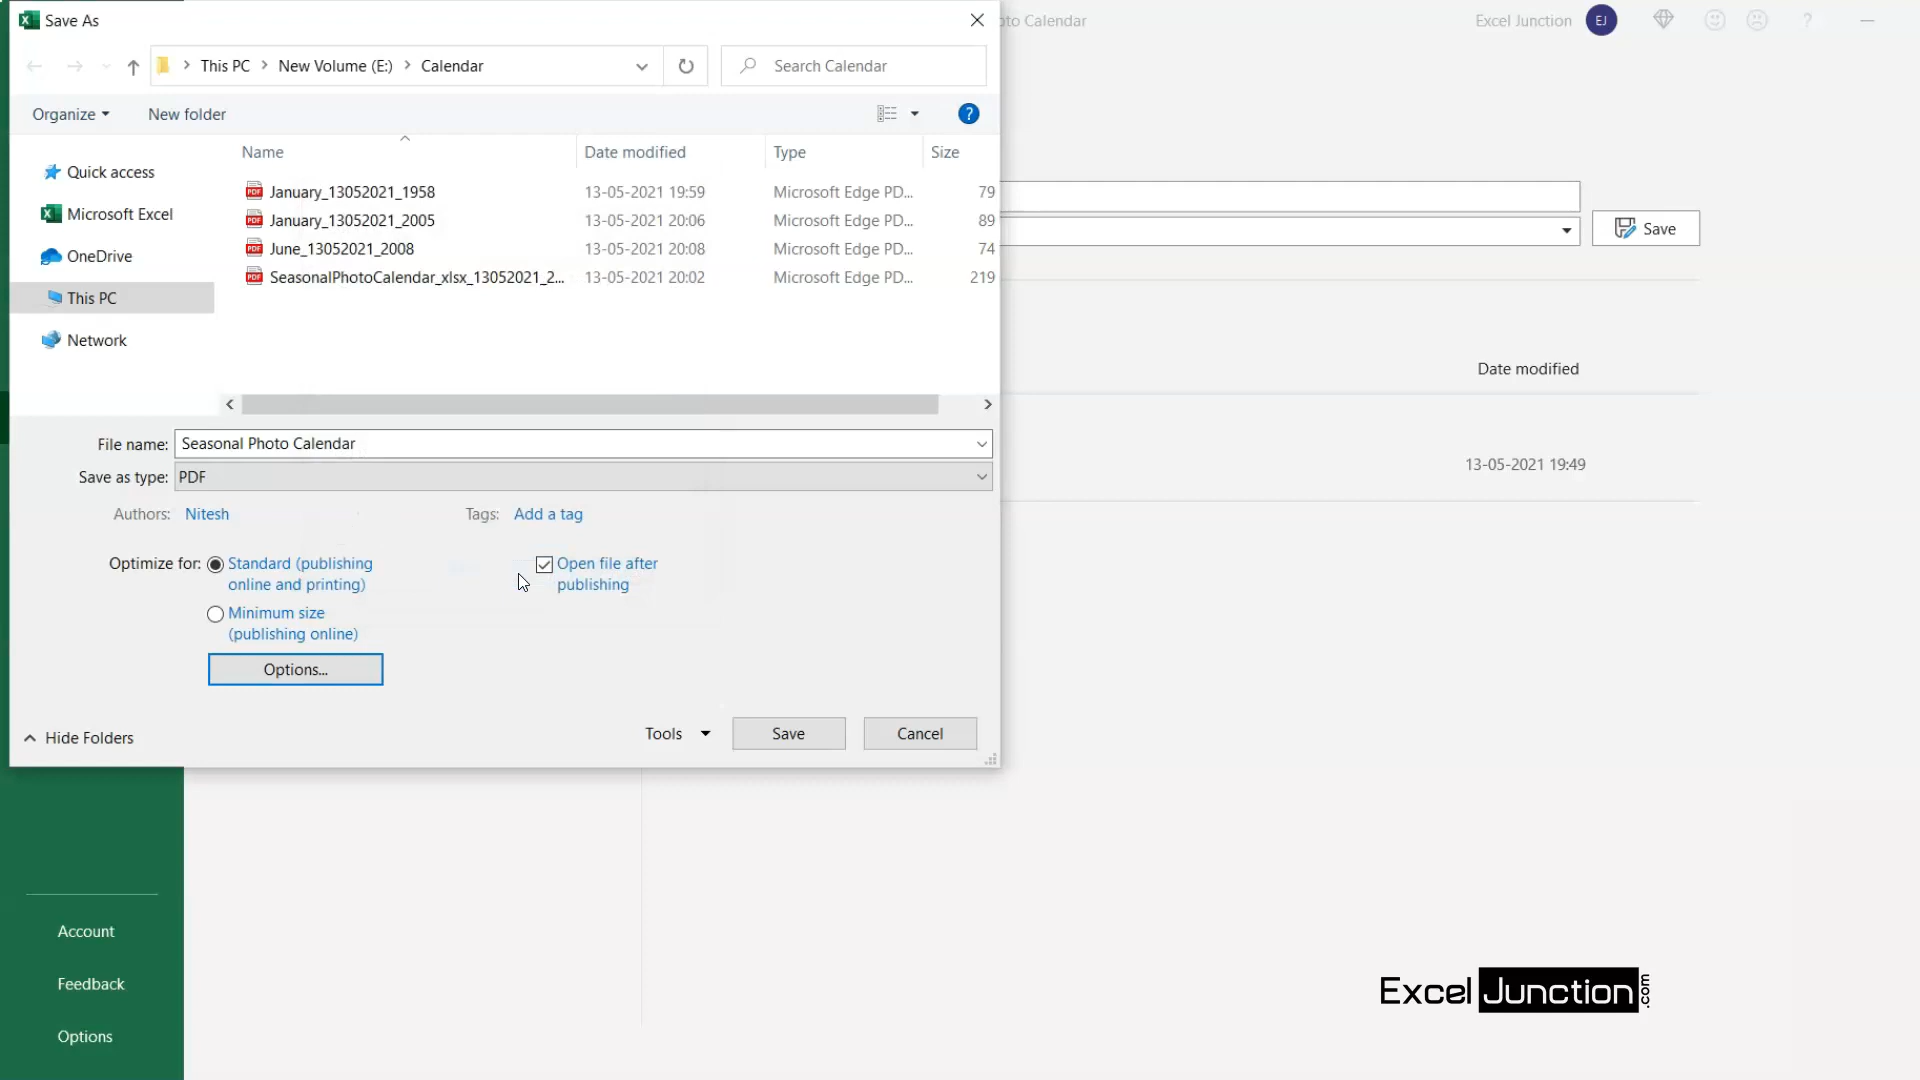 Save As
to Calendar
Excel Junction
EJ
?
This PC
New Volume (E:)
Calendar
Search Calendar
Organize
New folder
?
Name
Date modified
Type
Size
Quick access
Microsoft Excel
OneDrive
This PC
Network
January_13052021_1958 13-05-2021 19:59 Microsoft Edge PD... 79
January_13052021_2005 13-05-2021 20:06 Microsoft Edge PD... 89
June_13052021_2008 13-05-2021 20:08 Microsoft Edge PD... 74
SeasonalPhotoCalendar_xlsx_13052021_2... 13-05-2021 20:02 Microsoft Edge PD... 219
Save
Date modified
13-05-2021 19:49
File name: Seasonal Photo Calendar
Save as type: PDF
Authors: Nitesh
Tags: Add a tag
Optimize for:
Standard (publishing
online and printing)
Minimum size
(publishing online)
Open file after
publishing
Options...
Hide Folders
Tools
Save
Cancel
Account
Feedback
Options
Excel Junction.com